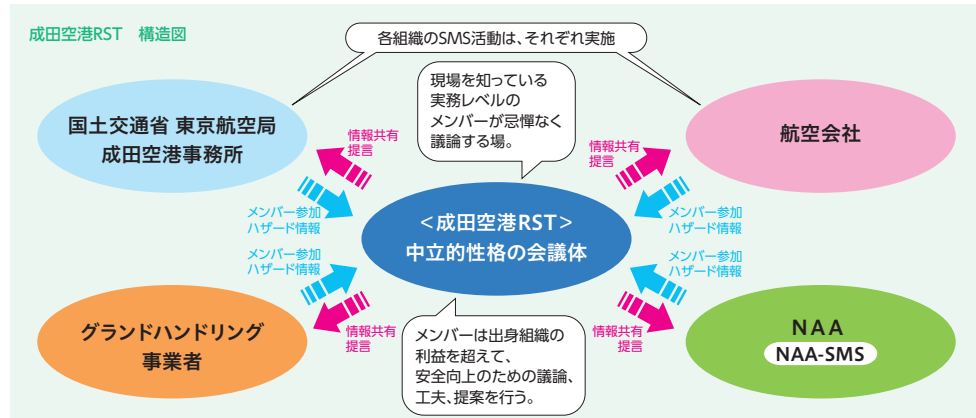 成田空港RST 構造図
各組織のSMS活動は、それぞれ実施
国土交通省 東京航空局
成田空港事務所
現場を知っている
実務レベルの
メンバーが忌憚なく
議論する場。
航空会社
情報共有
提言
情報共有
提言
メンバー参加
ハザード情報
メンバー参加
ハザード情報
<成田空港RST>
中立的性格の会議体
メンバー参加
ハザード情報
メンバー参加
ハザード情報
グランドハンドリング
事業者
情報共有
提言
メンバーは出身組織の
利益を超えて、
安全向上のための議論、
工夫、提案を行う。
情報共有
提言
NAA
NAA-SMS